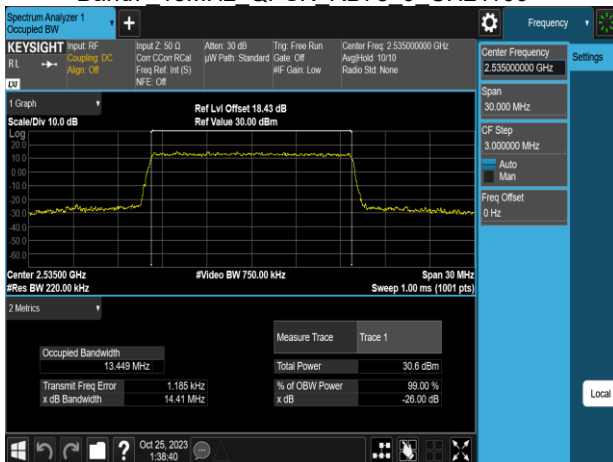 Spectrum Analyzer 1
Occupied BW
+
Frequency
KEYSIGHT
RL
LXI
Input: RF
Coupling: DC
Align: Off
Input Z: 50 Ω
Corr CCorr RCal
Freq Ref: Int (S)
NFE: Off
Atten: 30 dB
µW Path: Standard
Trig: Free Run
Gate: Off
#IF Gain: Low
Center Freq: 2.535000000 GHz
Avg|Hold: 10/10
Radio Std: None
Center Frequency
2.535000000 GHz
Settings
Span
30.000 MHz
CF Step
3.000000 MHz
Auto
Man
Freq Offset
0 Hz
Local
1 Graph
Scale/Div 10.0 dB
Ref Lvl Offset 18.43 dB
Ref Value 30.00 dBm
Log
20.0
10.0
0.00
-10.0
-20.0
-30.0
-40.0
-50.0
-60.0
Center 2.53500 GHz
#Video BW 750.00 kHz
Span 30 MHz
#Res BW 220.00 kHz
Sweep 1.00 ms (1001 pts)
2 Metrics
Measure Trace Trace 1
Occupied Bandwidth
13.449 MHz
Total Power 30.6 dBm
Transmit Freq Error 1.185 kHz
% of OBW Power 99.00 %
x dB Bandwidth 14.41 MHz
x dB -26.00 dB
?
Oct 25, 2023
1:38:40